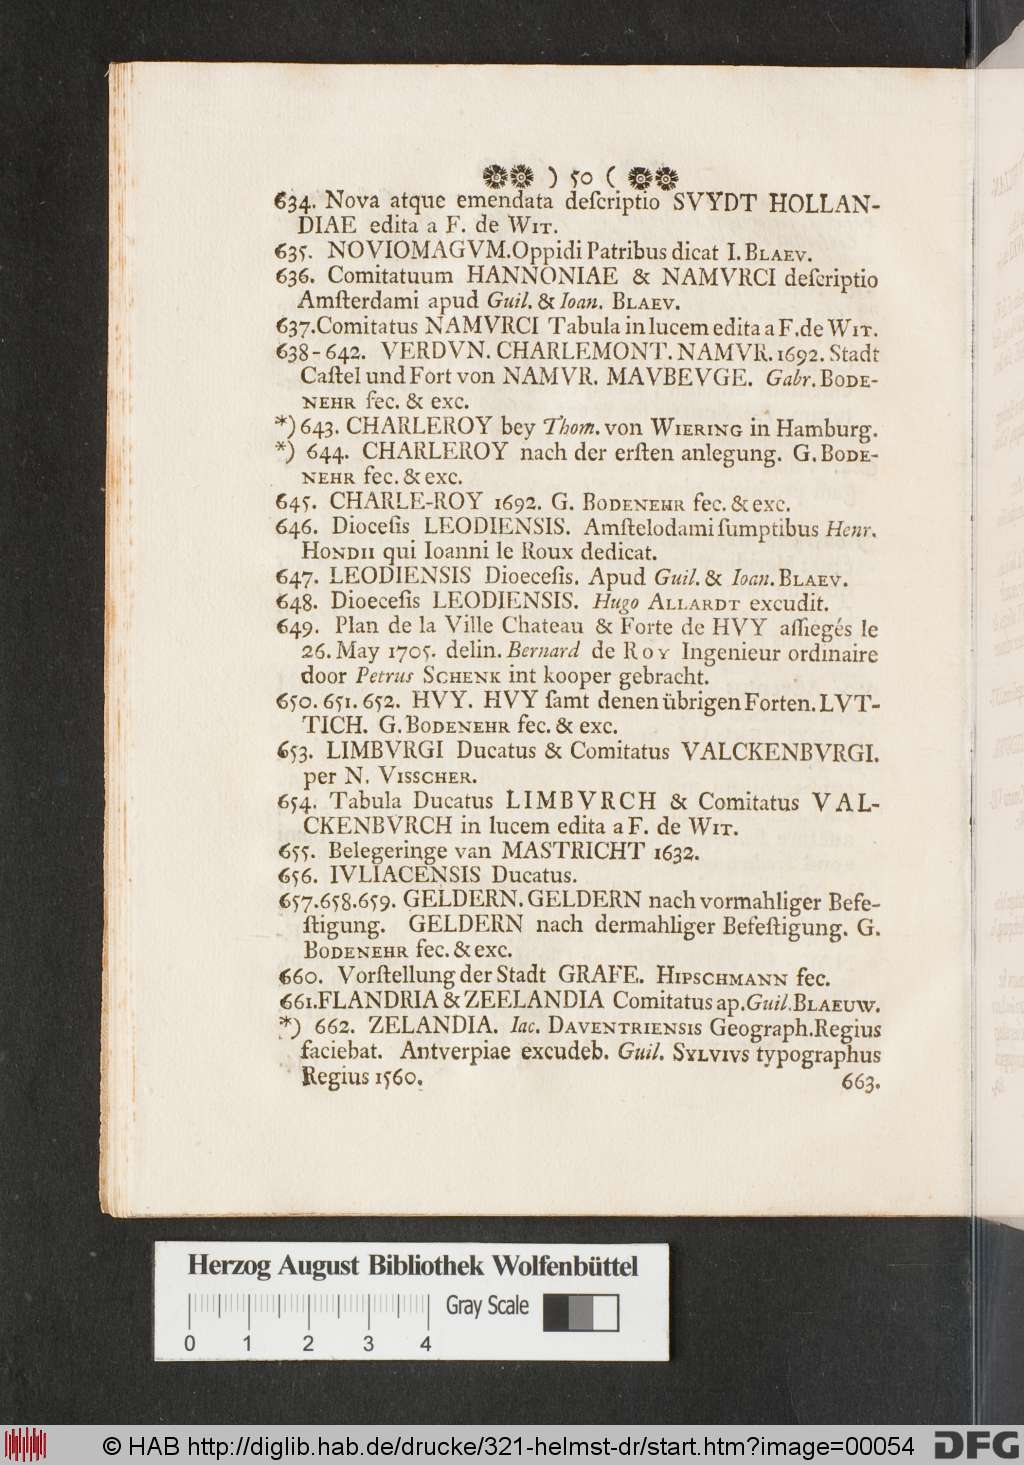 ) 50 (
634. Nova atque emendata deſcriptio SVYDT HOLLAN-
DIAE edita a F. de WIT.
635. NOVIOMAGVM. Oppidi Patribus dicat I. BLAEV.
636. Comitatuum HANNONIAE & NAMVRCI deſcriptio
Amſterdami apud Guil. & Ioan. BLAEV.
637. Comitatus NAMVRCI Tabula in lucem edita a F. de WIT.
638-642. VERDVN. CHARLEMONT. NAMVR. 1692. Stadt
Caſtel und Fort von NAMVR. MAVBEVGE. Gabr. BODE-
NEHR fec. & exc.
*) 643. CHARLEROY bey Thom. von WIERING in Hamburg.
*) 644. CHARLEROY nach der erſten anlegung. G. BODE-
NEHR fec. & exc.
645. CHARLE-ROY 1692. G. BODENEHR fec. & exc.
646. Dioceſis LEODIENSIS. Amſtelodami ſumptibus Henr.
HONDII qui Ioanni le Roux dedicat.
647. LEODIENSIS Dioeceſis. Apud Guil. & Ioan. BLAEV.
648. Dioeceſis LEODIENSIS. Hugo ALLARDT excudit.
649. Plan de la Ville Chateau & Forte de HVY aſſiegés le
26. May 1705. delin. Bernard de ROY Ingenieur ordinaire
door Petrus SCHENK int kooper gebracht.
650. 651. 652. HVY. HVY ſamt denen übrigen Forten. LVT-
TICH. G. BODENEHR fec. & exc.
653. LIMBVRGI Ducatus & Comitatus VALCKENBVRGI.
per N. VISSCHER.
654. Tabula Ducatus LIMBVRCH & Comitatus VAL-
CKENBVRCH in lucem edita a F. de WIT.
655. Belegeringe van MASTRICHT 1632.
656. IVLIACENSIS Ducatus.
657.658.659. GELDERN. GELDERN nach vormahliger Befe-
ſtigung. GELDERN nach dermahliger Befeſtigung. G.
BODENEHR fec. & exc.
660. Vorſtellung der Stadt GRAFE. HIPSCHMANN fec.
661. FLANDRIA & ZEELANDIA Comitatus ap. Guil. BLAEUW.
*) 662. ZELANDIA. Iac. DAVENTRIENSIS Geograph. Regius
faciebat. Antverpiae excudeb. Guil. SYLVIVS typographus
Regius 1560.
663.
Herzog August Bibliothek Wolfenbüttel
Gray Scale
0 1 2 3 4
© HAB http://diglib.hab.de/drucke/321-helmst-dr/start.htm?image=00054
DFG